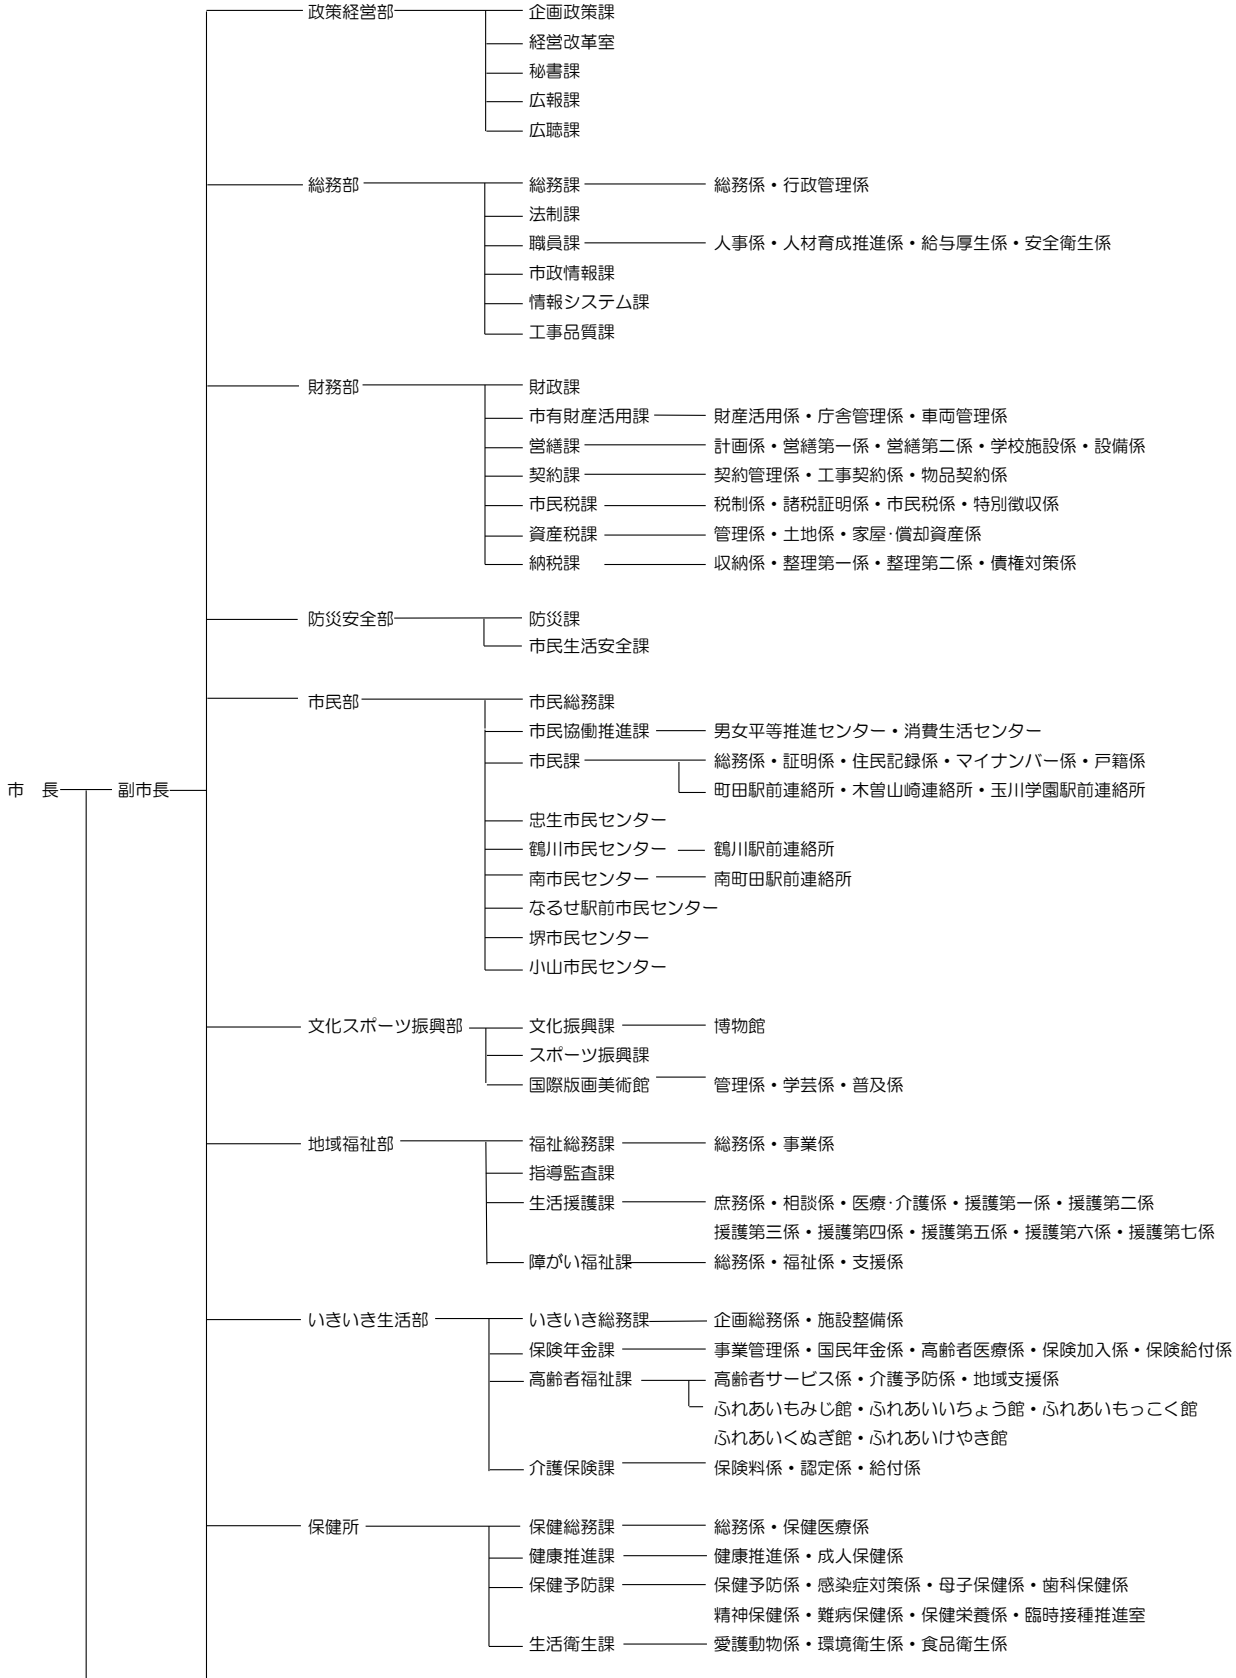 政策経営部 企画政策課
経営改革室
秘書課
広報課
広聴課
総務部 総務課 総務係・行政管理係
法制課
職員課 人事係・人材育成推進係・給与厚生係・安全衛生係
市政情報課
情報システム課
工事品質課
財務部 財政課
市有財産活用課 財産活用係・庁舎管理係・車両管理係
営繕課 計画係・営繕第一係・営繕第二係・学校施設係・設備係
契約課 契約管理係・工事契約係・物品契約係
市民税課 税制係・諸税証明係・市民税係・特別徴収係
資産税課 管理係・土地係・家屋･償却資産係
納税課 収納係・整理第一係・整理第二係・債権対策係
防災安全部 防災課
市民生活安全課
市民部 市民総務課
市民協働推進課 男女平等推進センター・消費生活センター
市民課 総務係・証明係・住民記録係・マイナンバー係・戸籍係
市　長 副市長 町田駅前連絡所・木曽山崎連絡所・玉川学園駅前連絡所
忠生市民センター
鶴川市民センター 鶴川駅前連絡所
南市民センター 南町田駅前連絡所
なるせ駅前市民センター
堺市民センター
小山市民センター
文化スポーツ振興部 文化振興課 博物館
スポーツ振興課
国際版画美術館 管理係・学芸係・普及係
地域福祉部 福祉総務課 総務係・事業係
指導監査課
生活援護課 庶務係・相談係・医療･介護係・援護第一係・援護第二係
援護第三係・援護第四係・援護第五係・援護第六係・援護第七係
障がい福祉課 総務係・福祉係・支援係
いきいき生活部 いきいき総務課 企画総務係・施設整備係
保険年金課 事業管理係・国民年金係・高齢者医療係・保険加入係・保険給付係
高齢者福祉課 高齢者サービス係・介護予防係・地域支援係
ふれあいもみじ館・ふれあいいちょう館・ふれあいもっこく館
ふれあいくぬぎ館・ふれあいけやき館
介護保険課 保険料係・認定係・給付係
保健所 保健総務課 総務係・保健医療係
健康推進課 健康推進係・成人保健係
保健予防課 保健予防係・感染症対策係・母子保健係・歯科保健係
精神保健係・難病保健係・保健栄養係・臨時接種推進室
生活衛生課 愛護動物係・環境衛生係・食品衛生係